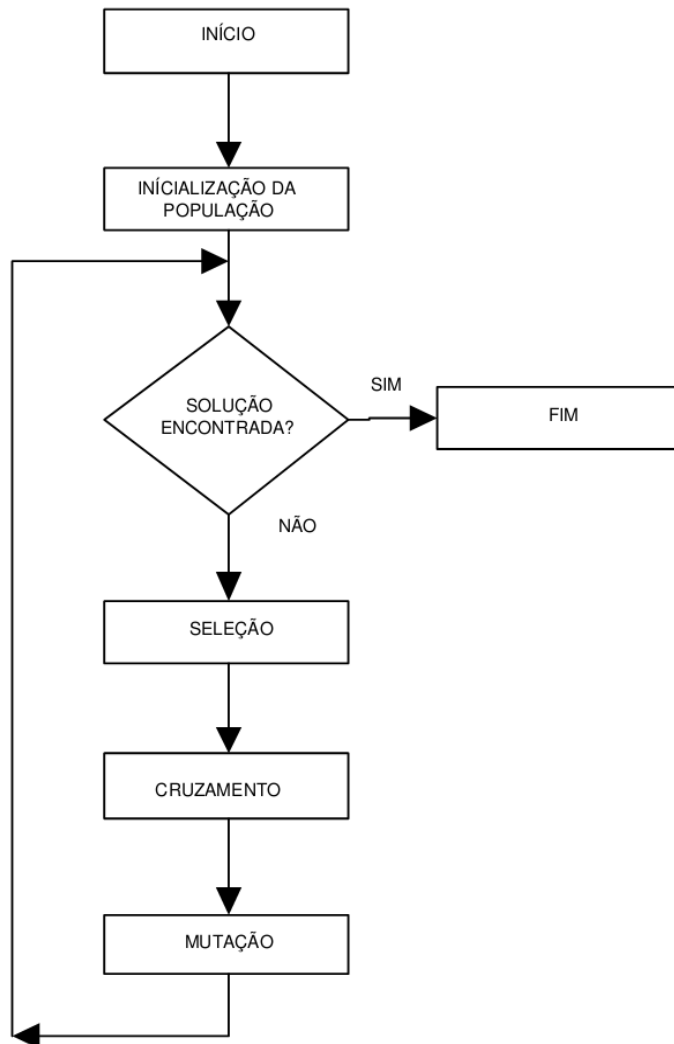 INÍCIO
INÍCIALIZAÇÃO DA
POPULAÇÃO
SOLUÇÃO
ENCONTRADA?
SIM
FIM
NÃO
SELEÇÃO
CRUZAMENTO
MUTAÇÃO